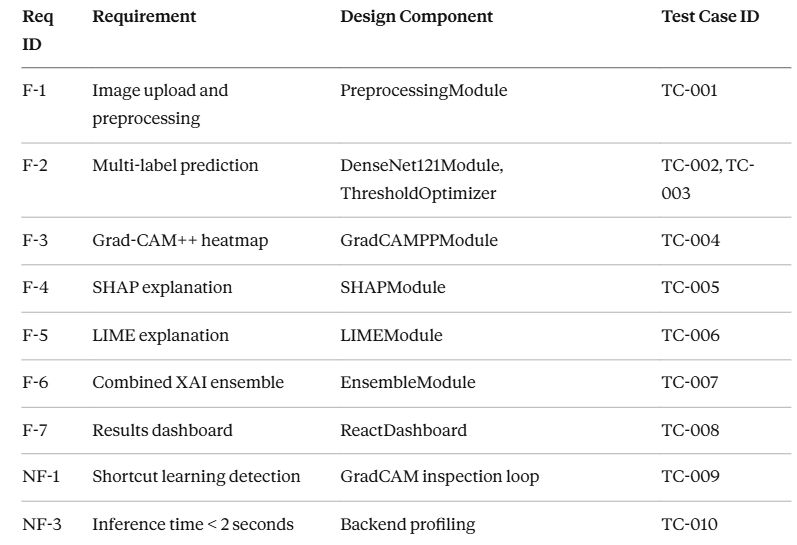 Req ID Requirement Design Component Test Case ID
F-1 Image upload and preprocessing PreprocessingModule TC-001
F-2 Multi-label prediction DenseNet121Module, ThresholdOptimizer TC-002, TC-003
F-3 Grad-CAM++ heatmap GradCAMPPModule TC-004
F-4 SHAP explanation SHAPModule TC-005
F-5 LIME explanation LIMEModule TC-006
F-6 Combined XAI ensemble EnsembleModule TC-007
F-7 Results dashboard ReactDashboard TC-008
NF-1 Shortcut learning detection GradCAM inspection loop TC-009
NF-3 Inference time < 2 seconds Backend profiling TC-010